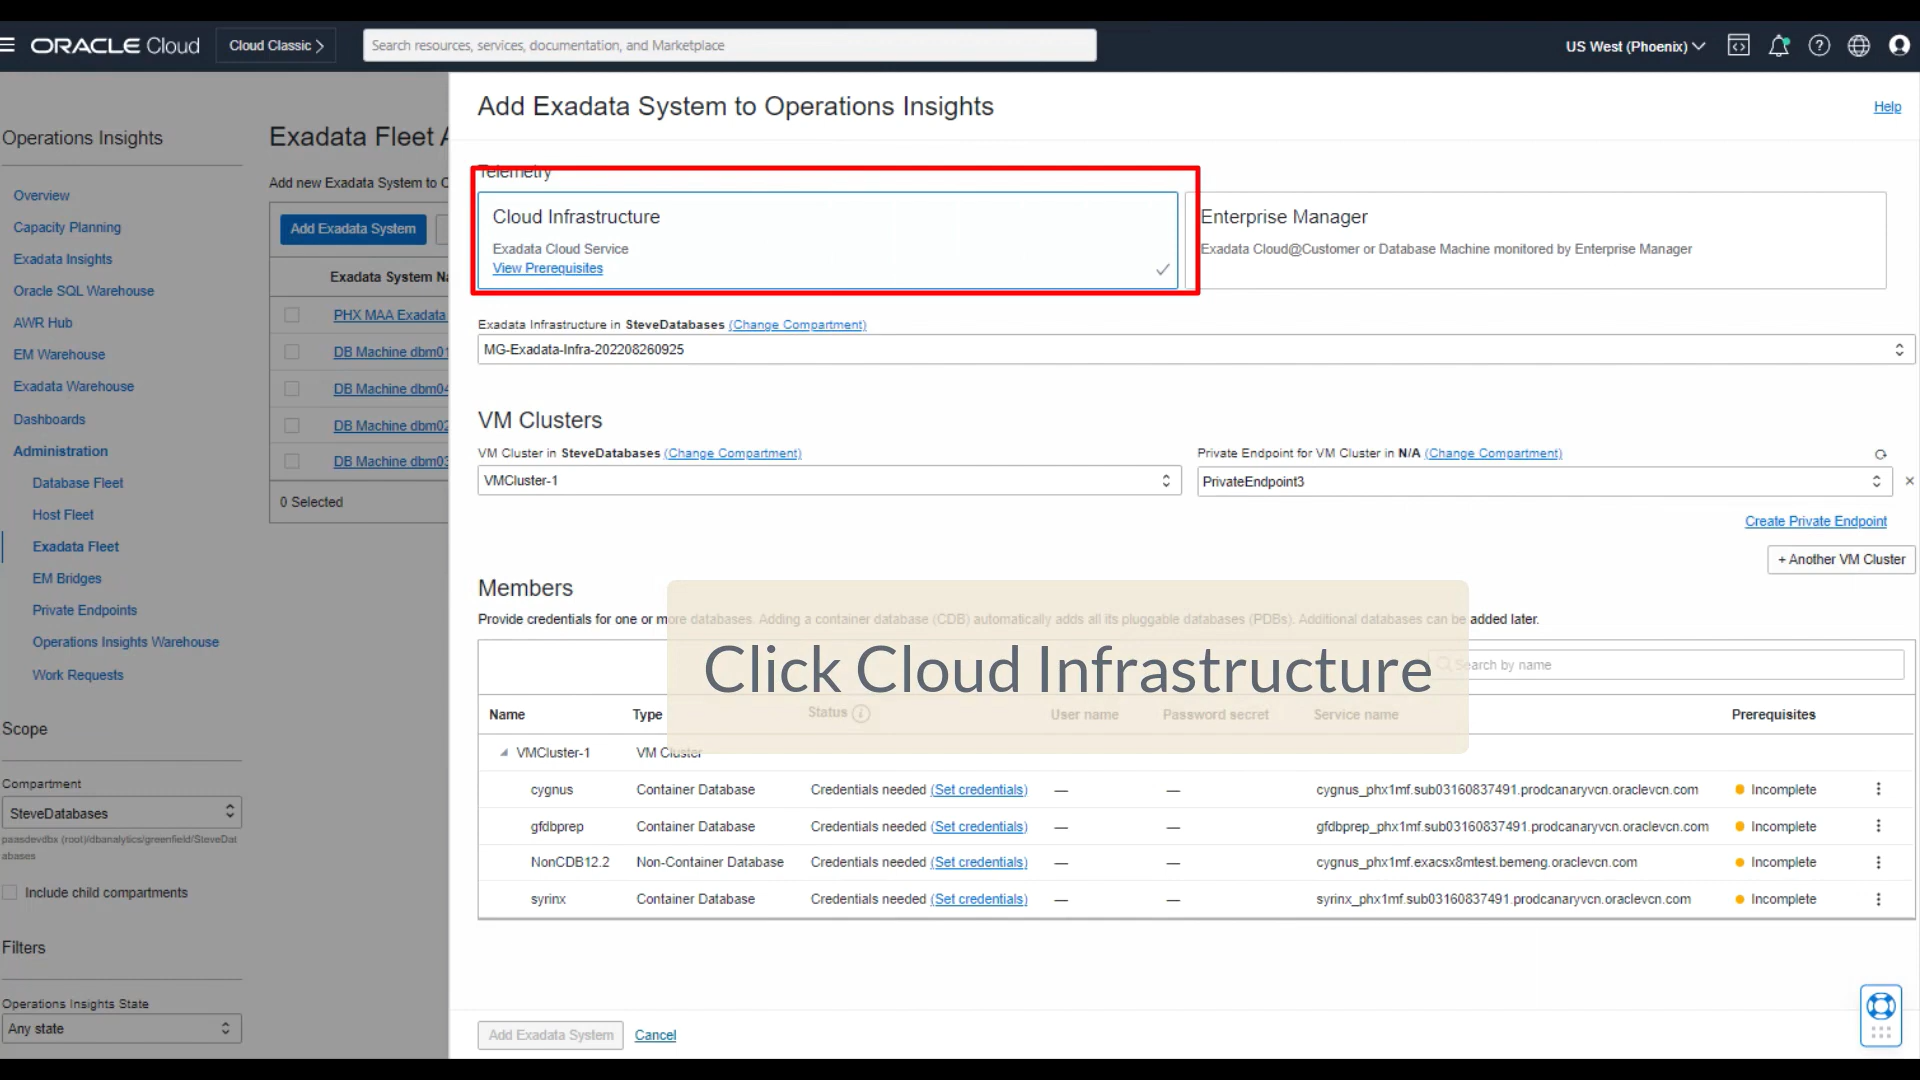 ORACLE Cloud
Cloud Classic
Search resources, services, documentation, and Marketplace
US West (Phoenix)
Operations Insights
Overview
Capacity Planning
Exadata Insights
Oracle SQL Warehouse
AWR Hub
EM Warehouse
Exadata Warehouse
Dashboards
Administration
Database Fleet
Host Fleet
Exadata Fleet
EM Bridges
Private Endpoints
Operations Insights Warehouse
Work Requests
Scope
Compartment
SteveDatabases
paasdevdbx (root)/dbanalytics/greenfield/SteveDat
abases
Include child compartments
Filters
Operations Insights State
Any state
Exadata Fleet A
Add new Exadata System to O
Add Exadata System
Exadata System Na
PHX MAA Exadata
DB Machine dbm01
DB Machine dbm04
DB Machine dbm02
DB Machine dbm03
0 Selected
Add Exadata System to Operations Insights
Help
Telemetry
Cloud Infrastructure
Exadata Cloud Service
View Prerequisites
Enterprise Manager
Exadata Cloud@Customer or Database Machine monitored by Enterprise Manager
Exadata Infrastructure in SteveDatabases (Change Compartment)
MG-Exadata-Infra-202208260925
VM Clusters
VM Cluster in SteveDatabases (Change Compartment)
VMCluster-1
Private Endpoint for VM Cluster in N/A (Change Compartment)
PrivateEndpoint3
Create Private Endpoint
+ Another VM Cluster
Members
Provide credentials for one or more databases. Adding a container database (CDB) automatically adds all its pluggable databases (PDBs). Additional databases can be added later.
Click Cloud Infrastructure
Search by name
Name Type Status User name Password secret Service name Prerequisites
VMCluster-1 VM Cluster
cygnus Container Database Credentials needed (Set credentials) — — cygnus_phx1mf.sub03160837491.prodcanaryvcn.oraclevcn.com Incomplete
gfdbprep Container Database Credentials needed (Set credentials) — — gfdbprep_phx1mf.sub03160837491.prodcanaryvcn.oraclevcn.com Incomplete
NonCDB12.2 Non-Container Database Credentials needed (Set credentials) — — cygnus_phx1mf.exacsx8mtest.bemeng.oraclevcn.com Incomplete
syrinx Container Database Credentials needed (Set credentials) — — syrinx_phx1mf.sub03160837491.prodcanaryvcn.oraclevcn.com Incomplete
Add Exadata System
Cancel